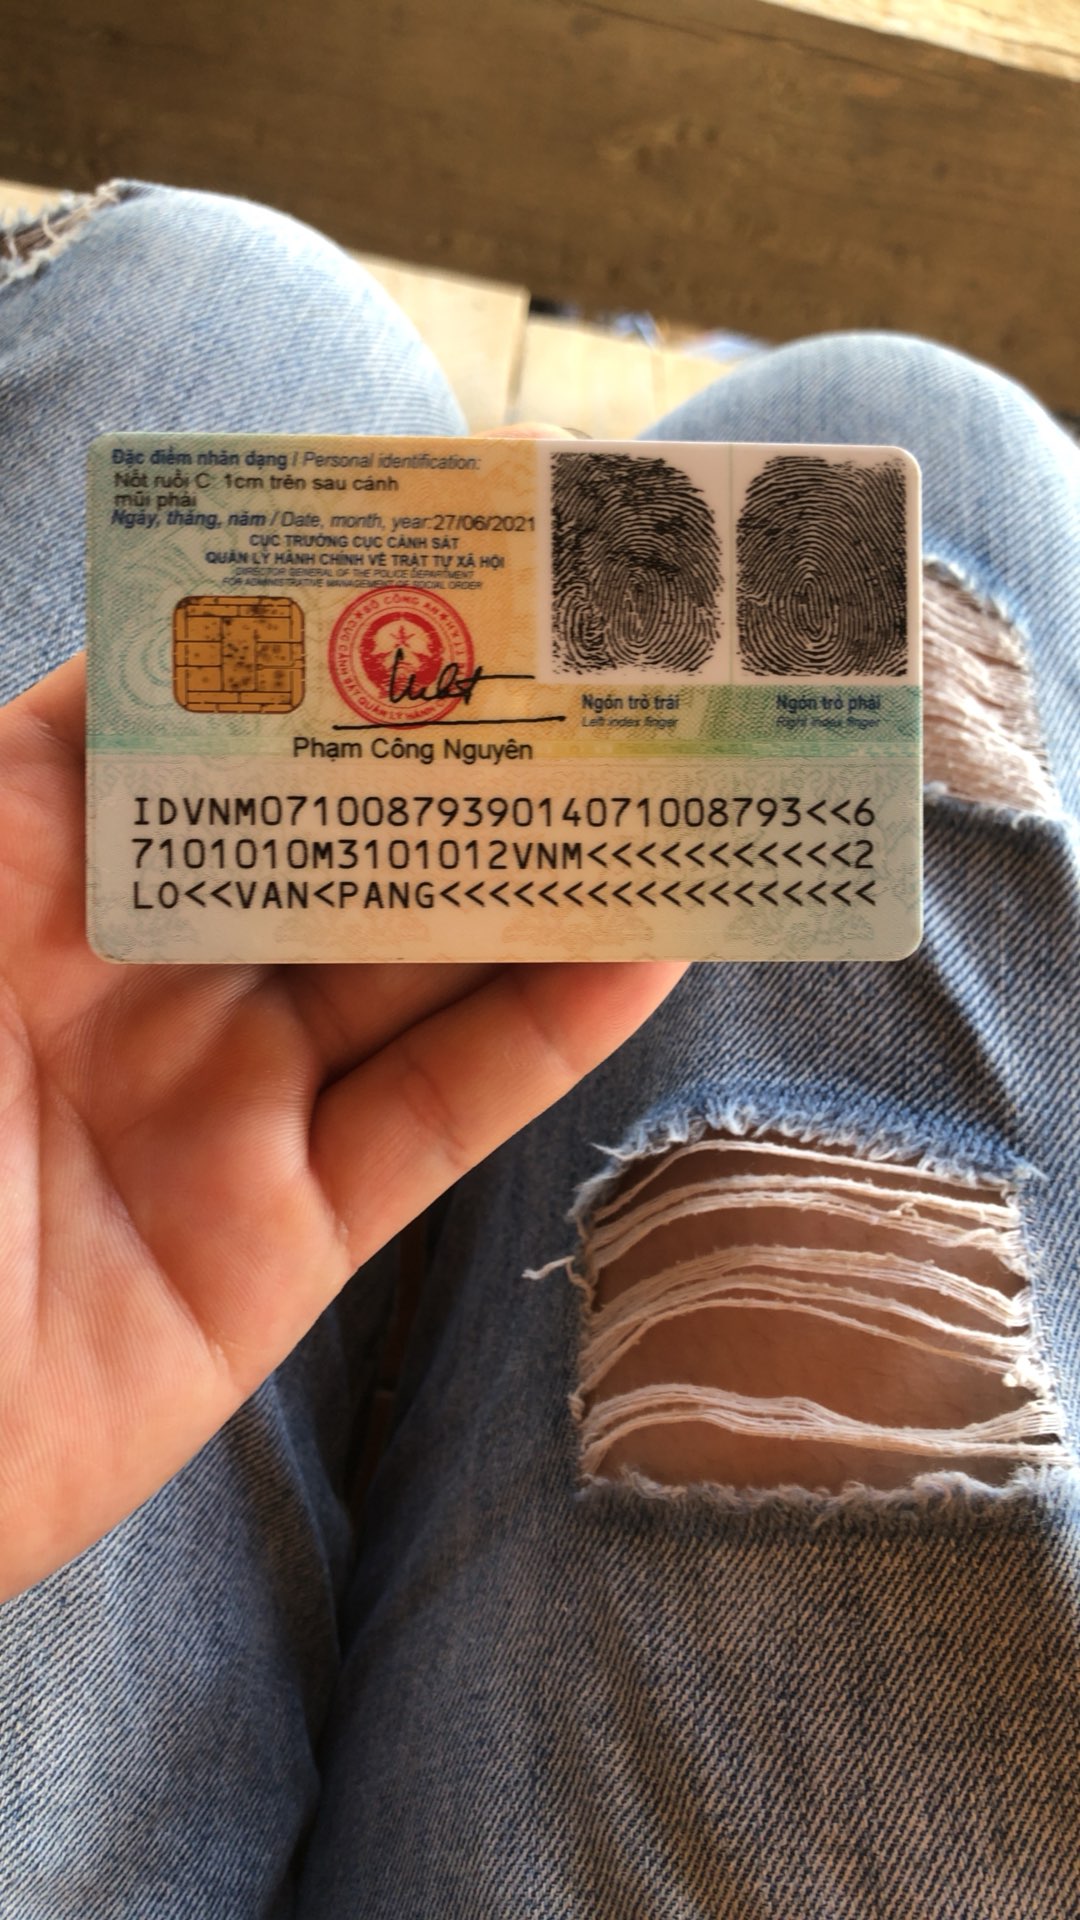 Đặc điểm nhân dạng / Personal identification:
Nốt ruồi C: 1cm trên sau cánh
mũi phải
Ngày, tháng, năm / Date, month, year:27/06/2021
CỤC TRƯỞNG CỤC CẢNH SÁT
QUẢN LÝ HÀNH CHÍNH VỀ TRẬT TỰ XÃ HỘI
DIRECTOR GENERAL OF THE POLICE DEPARTMENT
FOR ADMINISTRATIVE MANAGEMENT OF SOCIAL ORDER
Ngón trỏ trái
Left index finger
Ngón trỏ phải
Right index finger
Phạm Công Nguyên
IDVNM0710087939014071008793<<6
7101010M3101012VNM<<<<<<<<<<<2
LO<<VAN<PANG<<<<<<<<<<<<<<<<<<